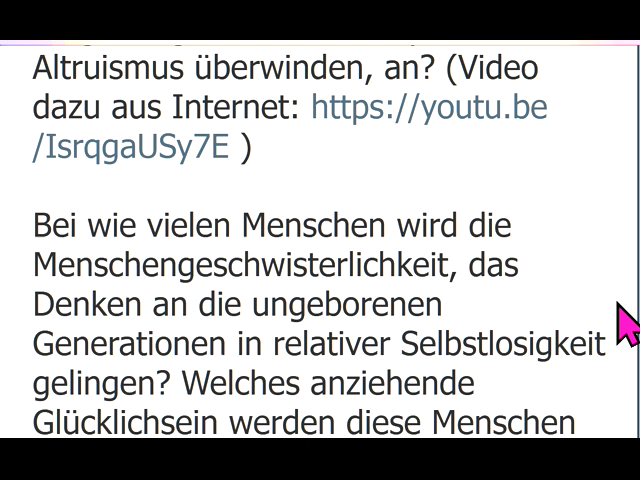 Altruismus überwinden, an? (Video
dazu aus Internet: https://youtu.be
/IsrqgaUSy7E )
Bei wie vielen Menschen wird die
Menschengeschwisterlichkeit, das
Denken an die ungeborenen
Generationen in relativer Selbstlosigkeit
gelingen? Welches anziehende
Glücklichsein werden diese Menschen